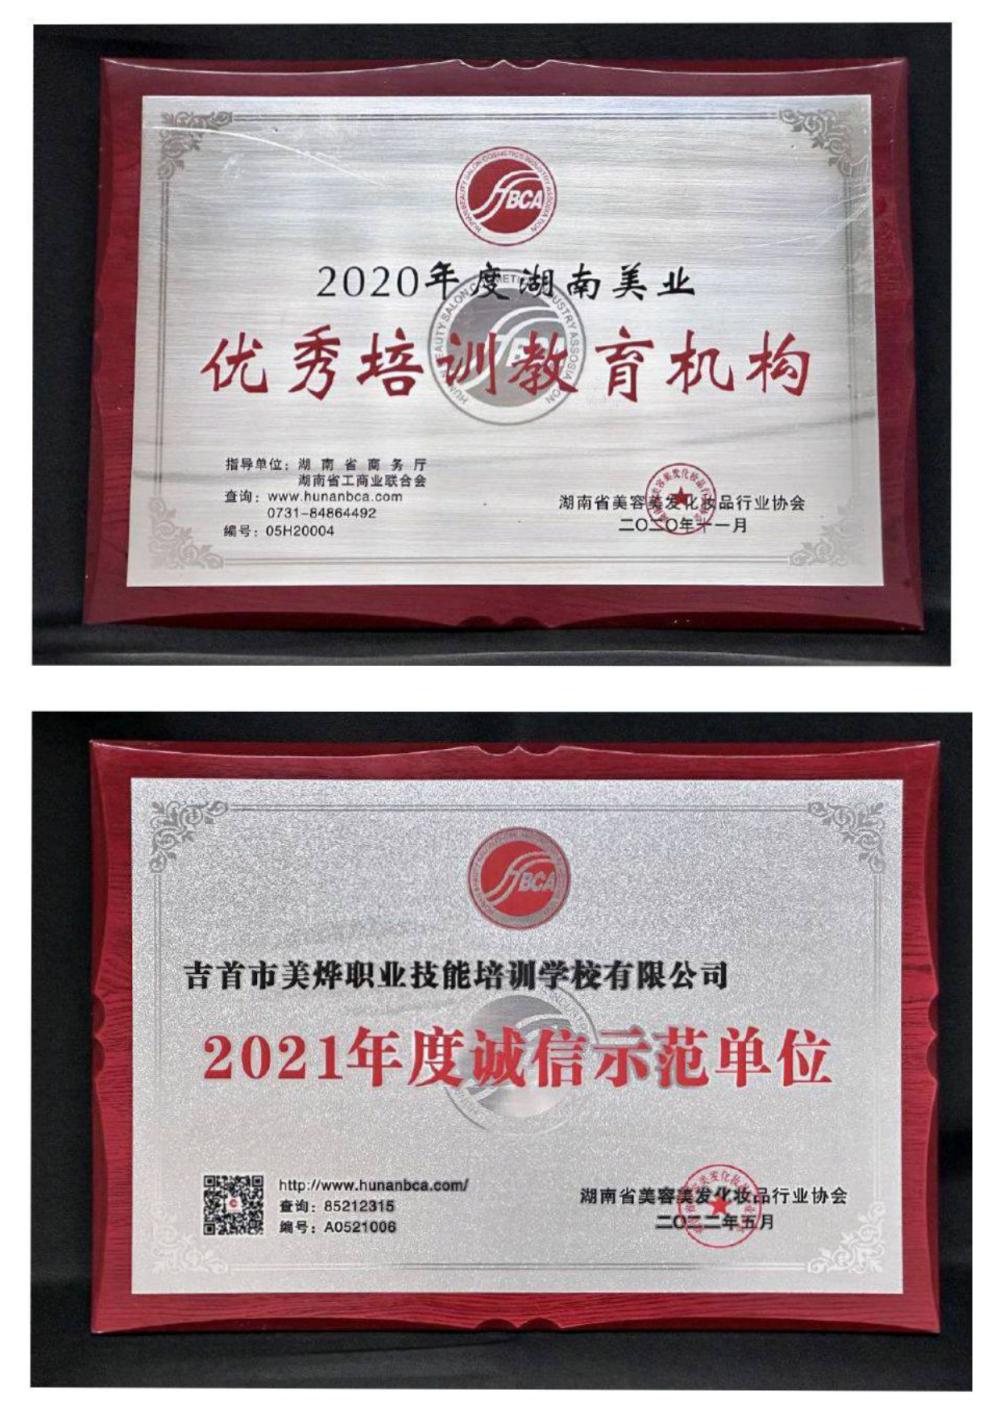 HBCA
2020年度湖南美业
优秀培训教育机构
指导单位：湖南省商务厅
湖南省工商业联合会
查询：www.hunanbca.com
0731-84864492
编号：05H20004
湖南省美容美发化妆品行业协会
二〇二〇年十一月
HBCA
吉首市美烨职业技能培训学校有限公司
2021年度诚信示范单位
http://www.hunanbca.com/
查询：85212315
编号：A0521006
湖南省美容美发化妆品行业协会
二〇二二年五月